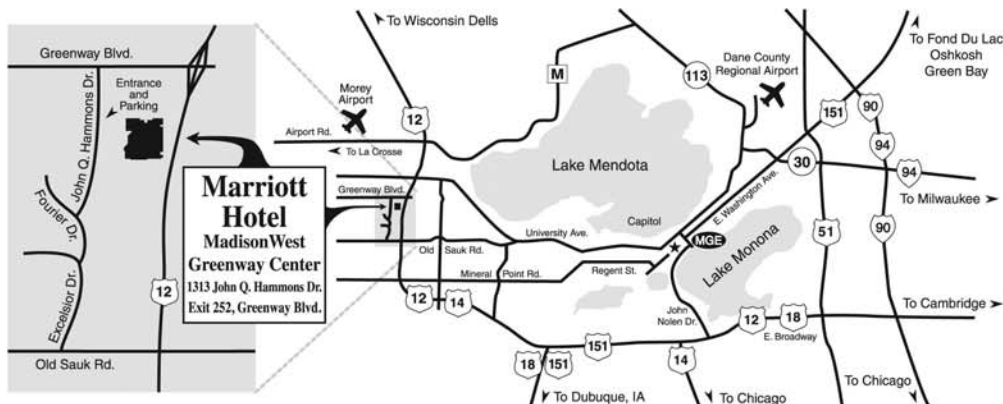 Greenway Blvd.
John Q. Hammons Dr.
Entrance
and
Parking
Fourier Dr.
Excelsior Dr.
12
Old Sauk Rd.
Marriott
Hotel
MadisonWest
Greenway Center
1313 John Q. Hammons Dr.
Exit 252, Greenway Blvd.
To Wisconsin Dells
Morey
Airport
12
Airport Rd.
To La Crosse
Greenway Blvd.
M
113
Dane County
Regional Airport
To Fond Du Lac
Oshkosh
Green Bay
151
90
94
30
94
To Milwaukee
Lake Mendota
E. Washington Ave.
Capitol
MGE
Lake Monona
University Ave.
Old Sauk Rd.
Mineral Point Rd.
Regent St.
51
90
12
14
John
Nolen Dr.
12
18
E. Broadway
To Cambridge
151
18
151
14
To Dubuque, IA
To Chicago
To Chicago